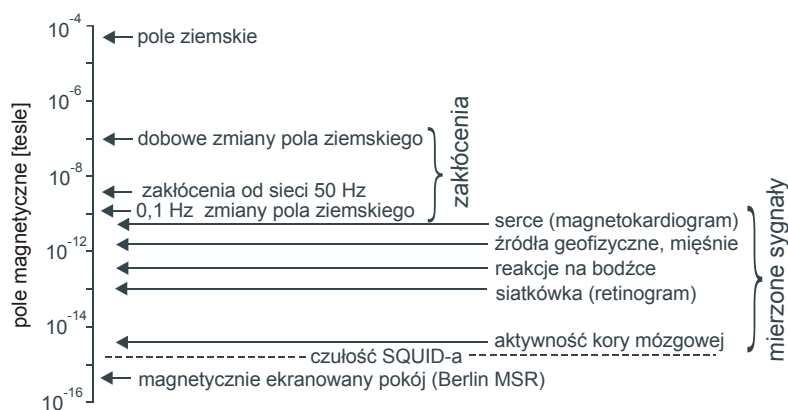 pole magnetyczne [tesle]
10⁻⁴
pole ziemskie
10⁻⁶
dobowe zmiany pola ziemskiego
zakłócenia
10⁻⁸
zakłócenia od sieci 50 Hz
0,1 Hz zmiany pola ziemskiego
serce (magnetokardiogram)
10⁻¹²
źródła geofizyczne, mięśnie
reakcje na bodźce
siatkówka (retinogram)
mierzone sygnały
10⁻¹⁴
aktywność kory mózgowej
czułość SQUID-a
magnetycznie ekranowany pokój (Berlin MSR)
10⁻¹⁶